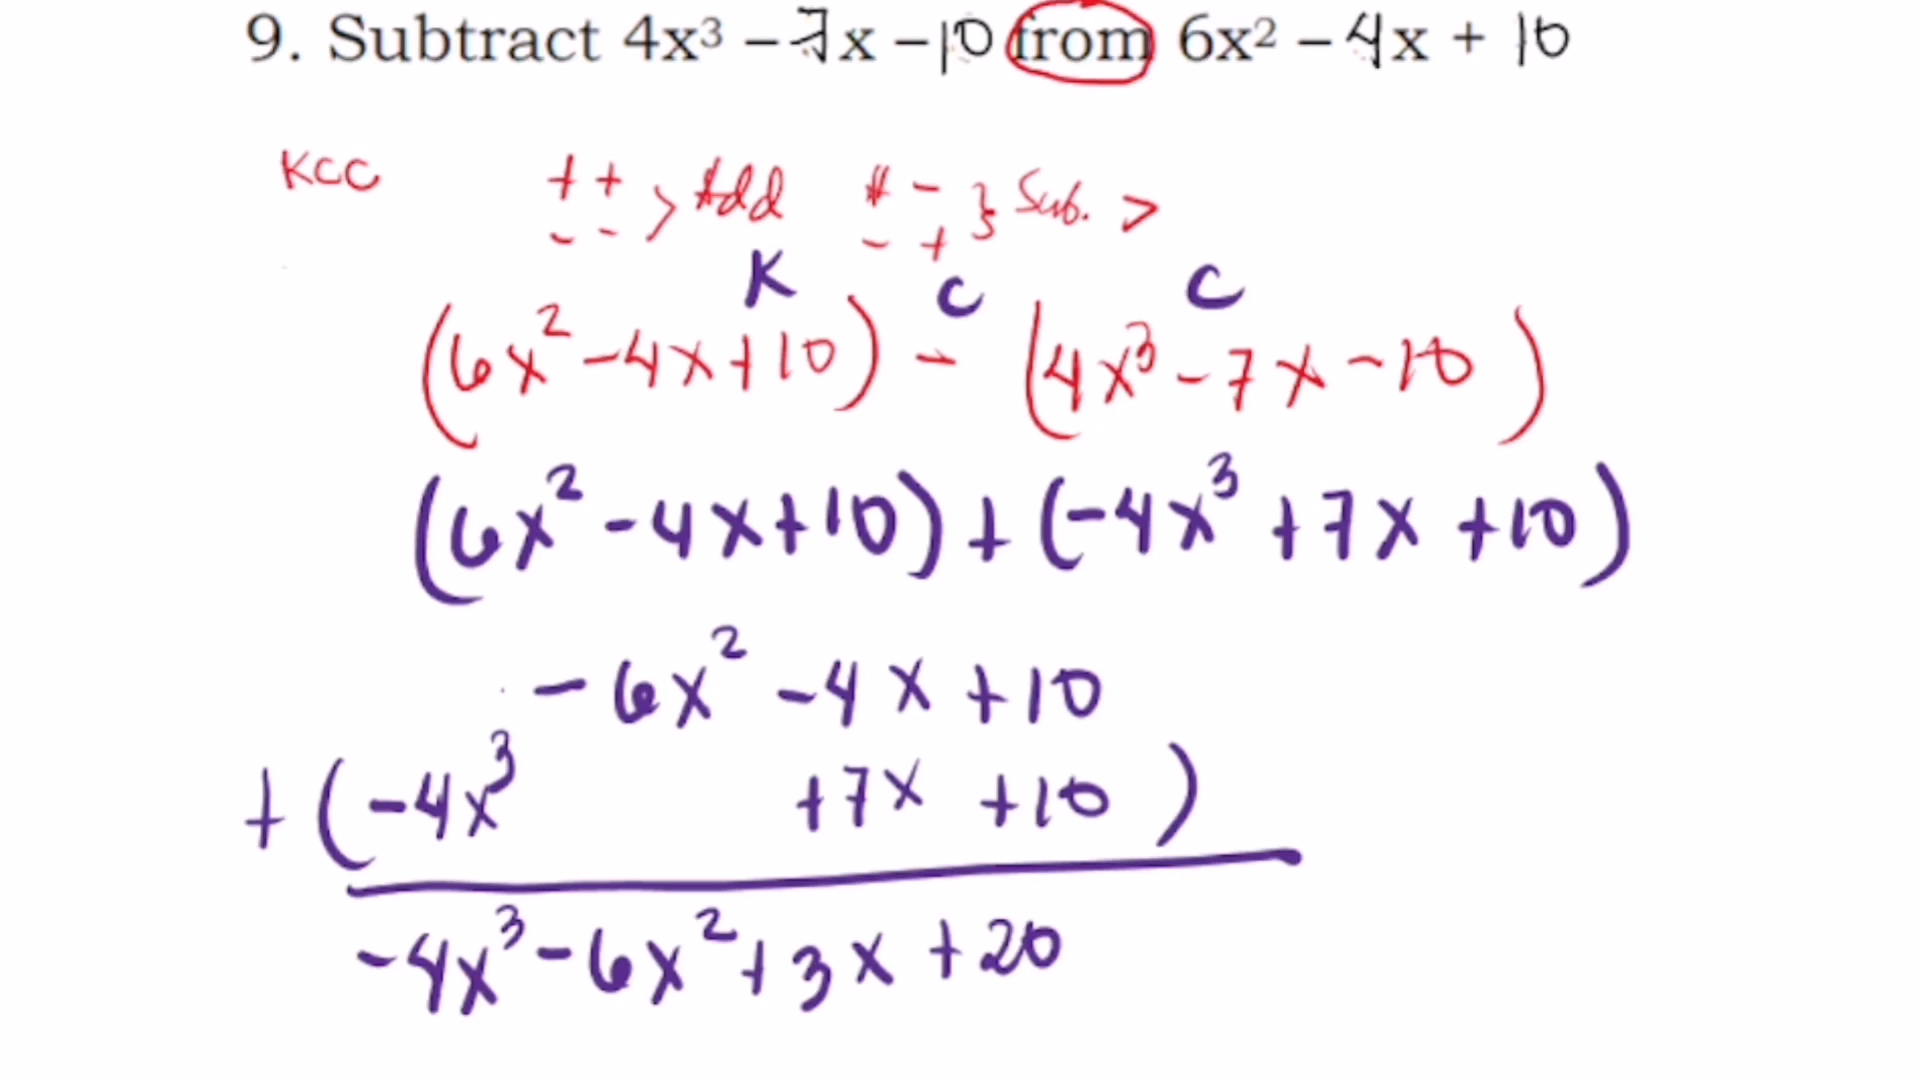 9. Subtract 4x³ – 7x – 10 from 6x² – 4x + 10
KCC + + > Add + - } Sub. >
- - - +
K C C
(6x² - 4x + 10) - (4x³ - 7x - 10)
(6x² - 4x + 10) + (-4x³ + 7x + 10)
- 6x² - 4x + 10
+ (-4x³ + 7x + 10)
-4x³ - 6x² + 3x + 20